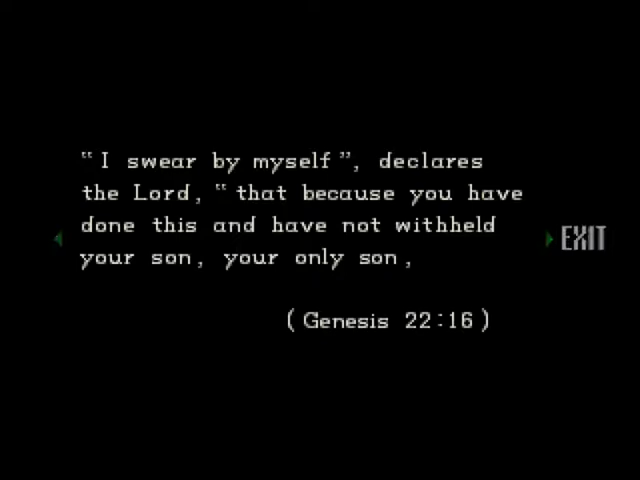 “I swear by myself”, declares
the Lord, “that because you have
done this and have not withheld
your son, your only son,
EXIT
(Genesis 22:16)